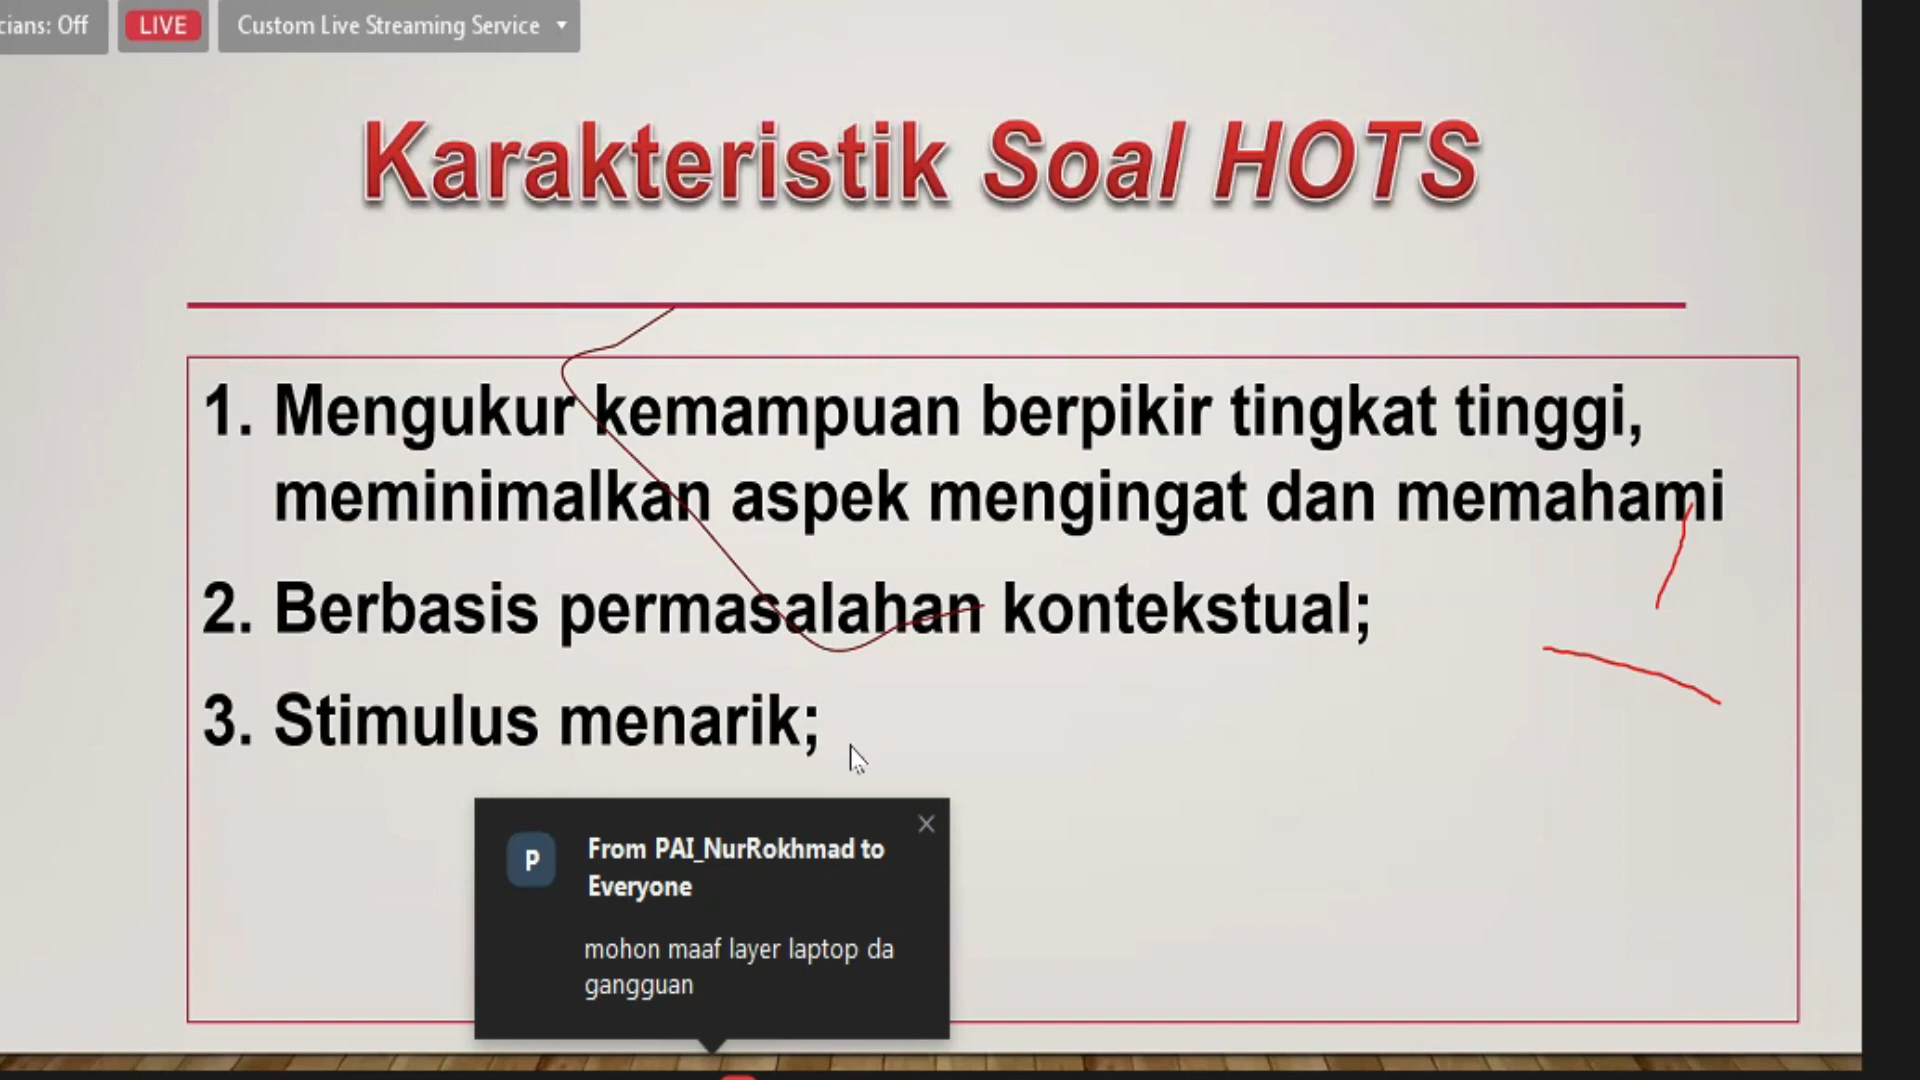 cians: Off
LIVE
Custom Live Streaming Service
Karakteristik Soal HOTS
1. Mengukur kemampuan berpikir tingkat tinggi,
meminimalkan aspek mengingat dan memahami
2. Berbasis permasalahan kontekstual;
3. Stimulus menarik;
P
From PAI_NurRokhmad to
Everyone
mohon maaf layer laptop da
gangguan